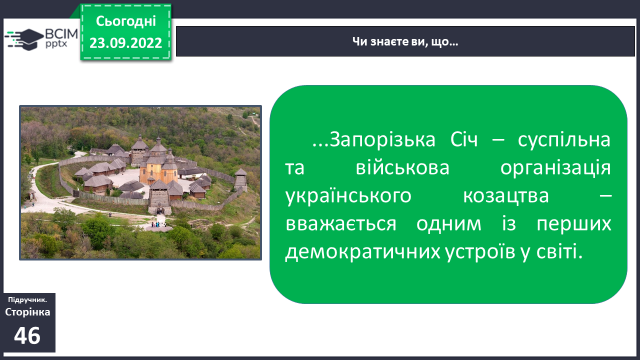 Сьогодні
23.09.2022
BCIM
pptx
Чи знаєте ви, що…
...Запорізька Січ – суспільна
та військова організація
українського козацтва –
вважається одним із перших
демократичних устроїв у світі.
Підручник.
Сторінка
46